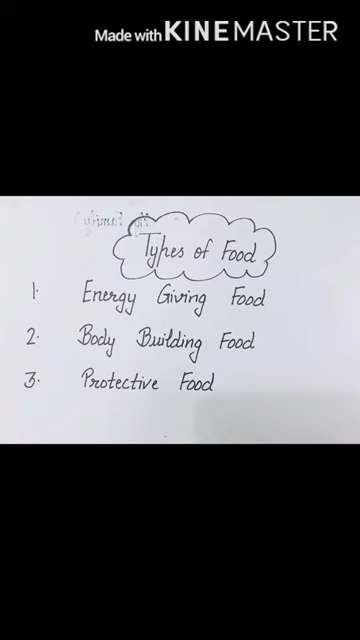 Made with KINEMASTER
Types of Food
1. Energy Giving Food
2. Body Building Food
3. Protective Food